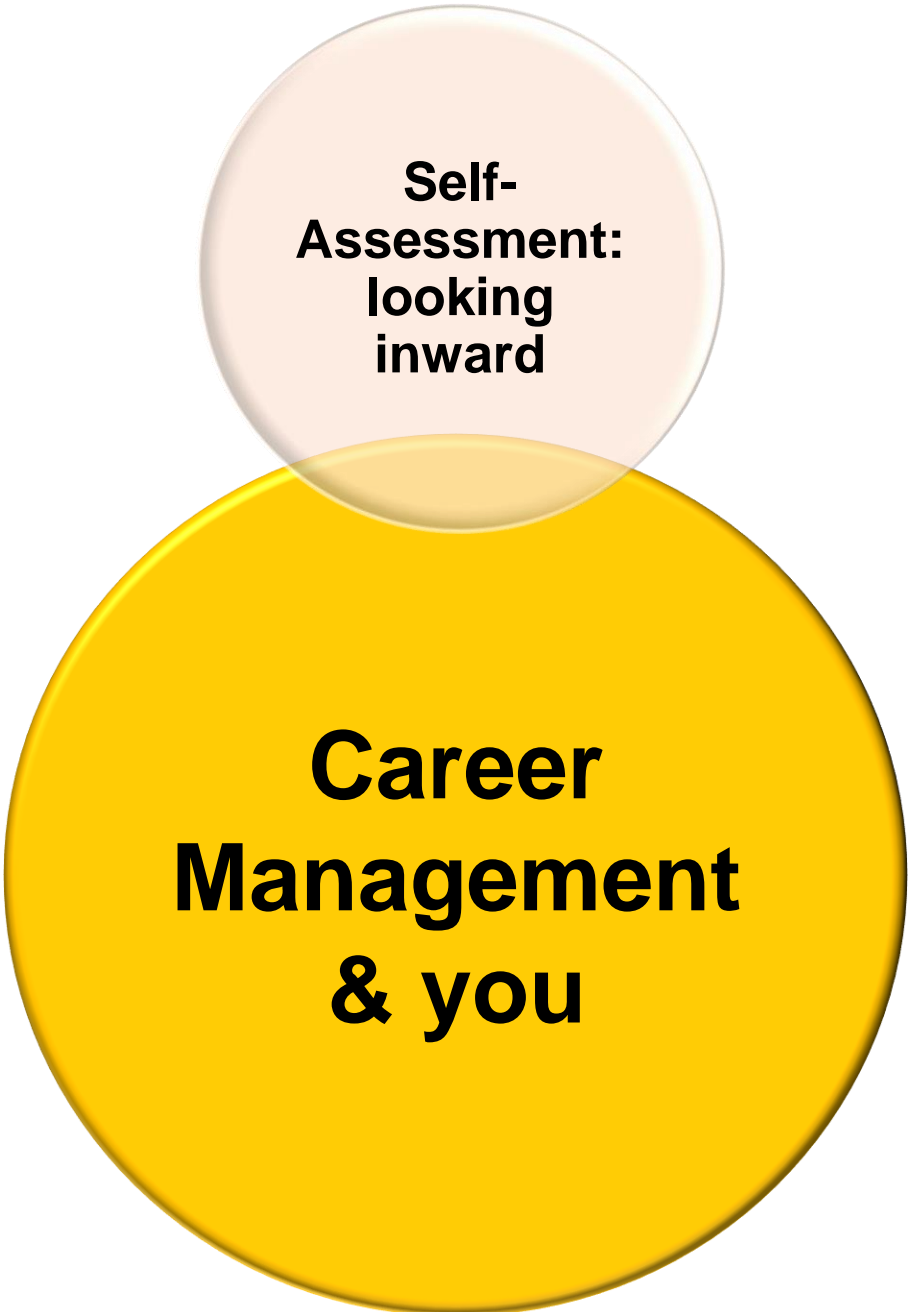 Self-
Assessment:
looking
inward
Career
Management
& you